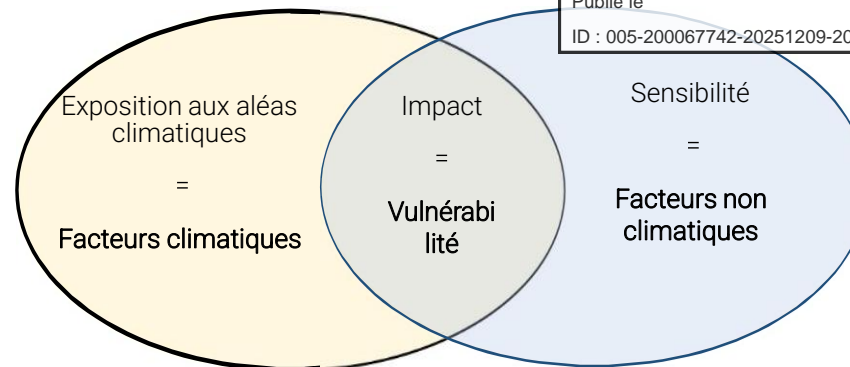 Publié le
ID : 005-200067742-20251209-20
Exposition aux aléas
climatiques
=
Facteurs climatiques
Impact
=
Vulnérabi
lité
Sensibilité
=
Facteurs non
climatiques